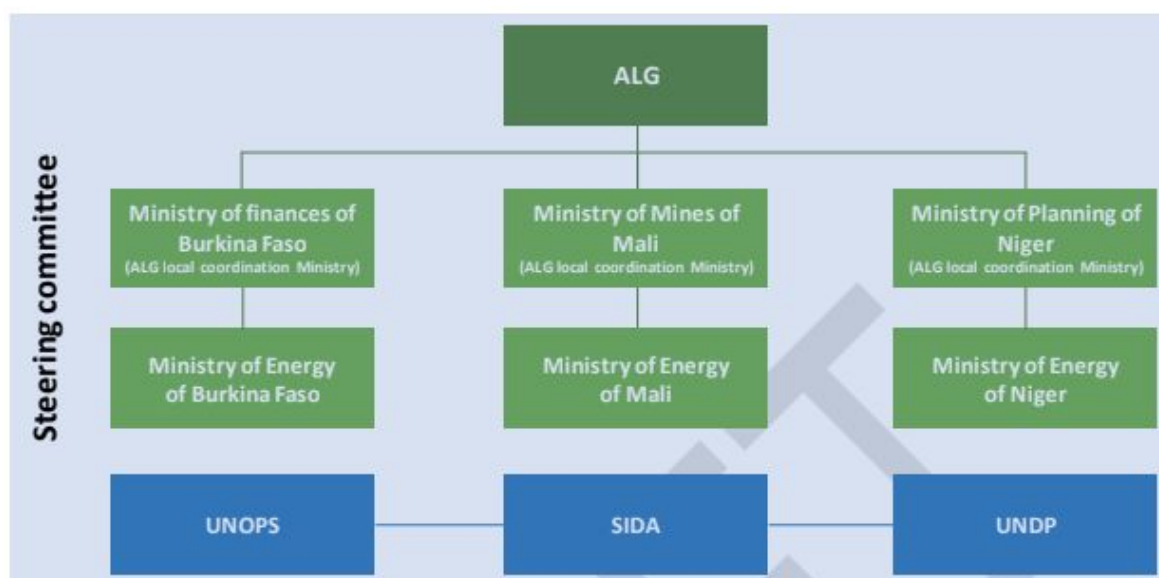 Steering committee
ALG
Ministry of finances of
Burkina Faso
(ALG local coordination Ministry)
Ministry of Mines of
Mali
(ALG local coordination Ministry)
Ministry of Planning of
Niger
(ALG local coordination Ministry)
Ministry of Energy
of Burkina Faso
Ministry of Energy
of Mali
Ministry of Energy
of Niger
UNOPS
SIDA
UNDP